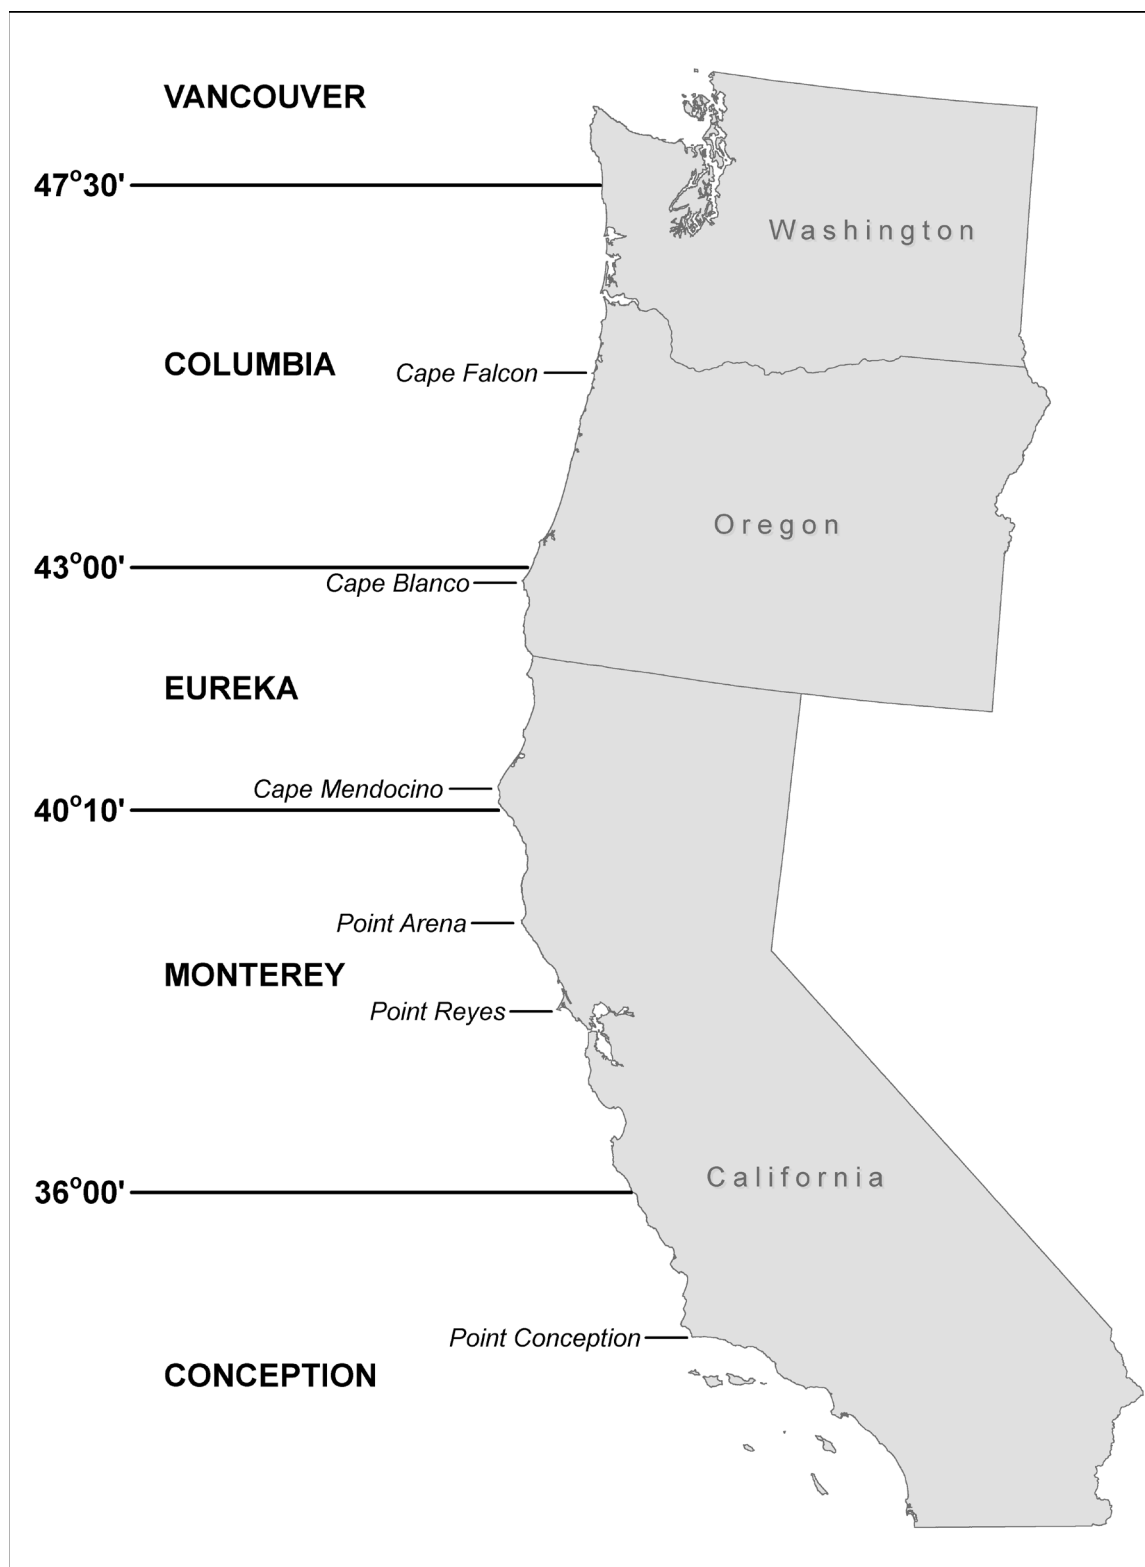 VANCOUVER
47°30'
Washington
COLUMBIA
Cape Falcon
Oregon
43°00'
Cape Blanco
EUREKA
Cape Mendocino
40°10'
Point Arena
MONTEREY
Point Reyes
California
36°00'
Point Conception
CONCEPTION